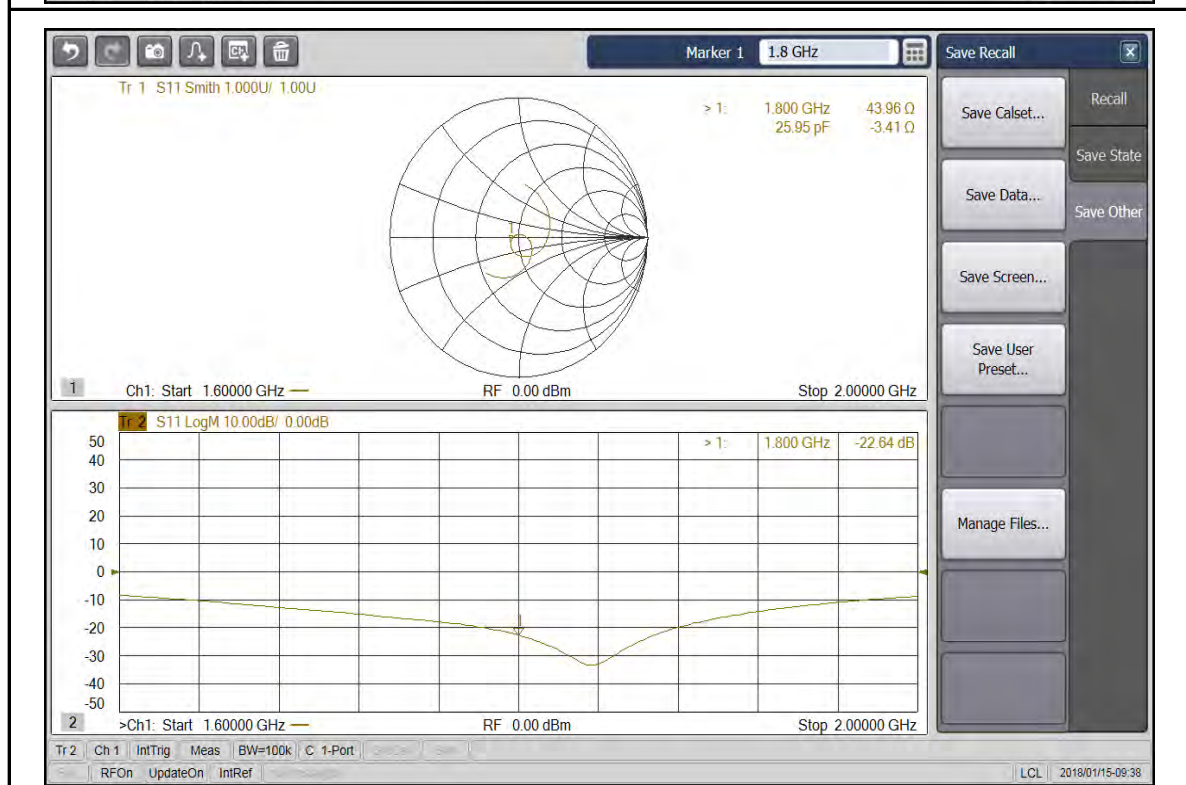 Marker 1 1.8 GHz
Save Recall
Tr 1 S11 Smith 1.000U/ 1.00U
> 1: 1.800 GHz 43.96 Ω
25.95 pF -3.41 Ω
1
1 Ch1: Start 1.60000 GHz RF 0.00 dBm Stop 2.00000 GHz
Tr 2 S11 LogM 10.00dB/ 0.00dB
> 1: 1.800 GHz -22.64 dB
50
40
30
20
10
0
-10
-20
-30
-40
-50
1
2 >Ch1: Start 1.60000 GHz RF 0.00 dBm Stop 2.00000 GHz
Save Calset...
Save Data...
Save Screen...
Save User
Preset...
Manage Files...
Recall
Save State
Save Other
Tr 2 Ch 1 IntTrig Meas BW=100k C 1-Port
RFOn UpdateOn IntRef LCL 2018/01/15-09:38